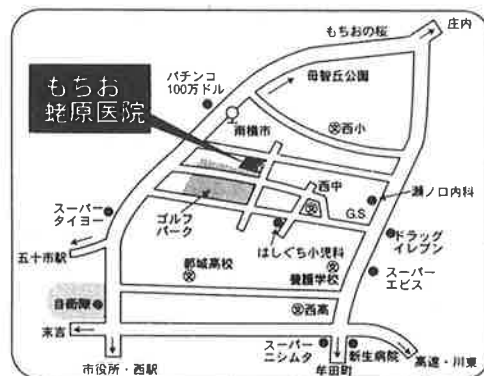 庄内
もちおの桜
母智丘公園
パチンコ
100万ドル
もちお
蛯原医院
南橋市
西小
西中
瀬ノ口内科
G.S
スーパー
タイヨー
ゴルフ
パーク
はしぐち小児科
ドラッグ
イレブン
五十市駅
都城高校
養護学校
スーパー
エビス
自衛隊
西高
末吉
スーパー
ニシムタ
新生病院
高速・川東
市役所・西駅
牟田町